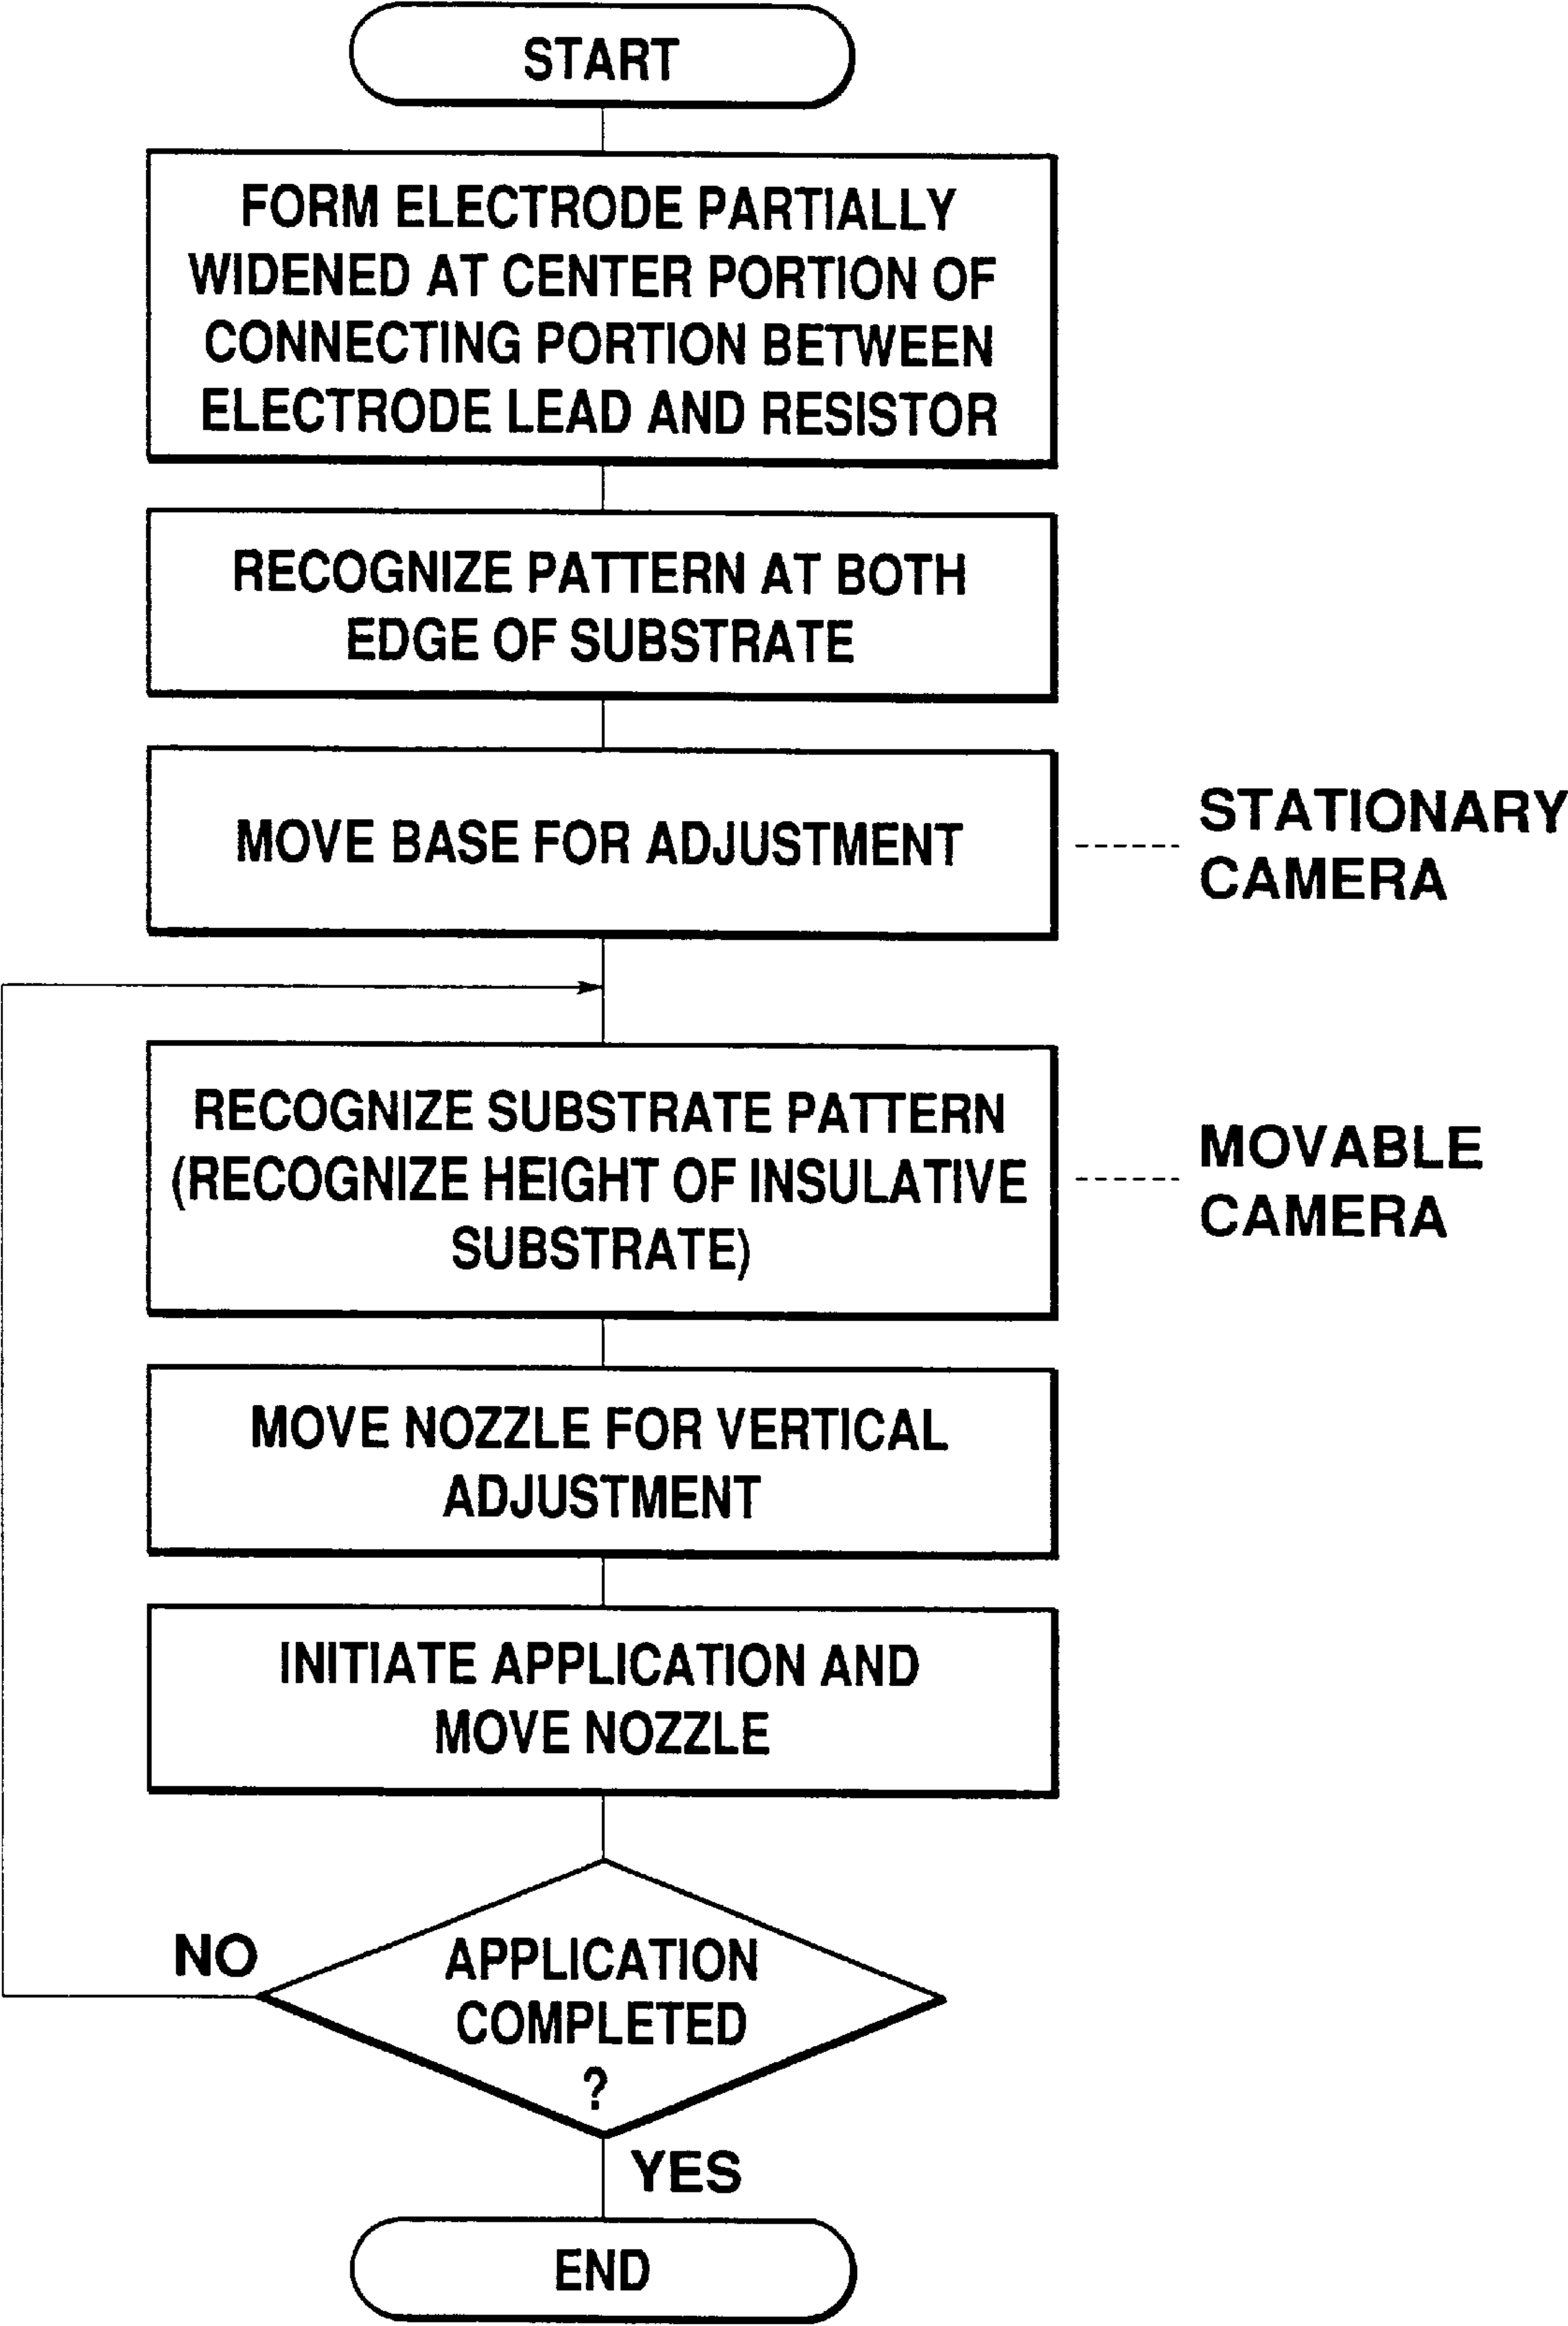 START
FORM ELECTRODE PARTIALLY
WIDENED AT CENTER PORTION OF
CONNECTING PORTION BETWEEN
ELECTRODE LEAD AND RESISTOR
RECOGNIZE PATTERN AT BOTH
EDGE OF SUBSTRATE
MOVE BASE FOR ADJUSTMENT
STATIONARY
CAMERA
RECOGNIZE SUBSTRATE PATTERN
(RECOGNIZE HEIGHT OF INSULATIVE
SUBSTRATE)
MOVABLE
CAMERA
MOVE NOZZLE FOR VERTICAL
ADJUSTMENT
INITIATE APPLICATION AND
MOVE NOZZLE
NO
APPLICATION
COMPLETED
?
YES
END